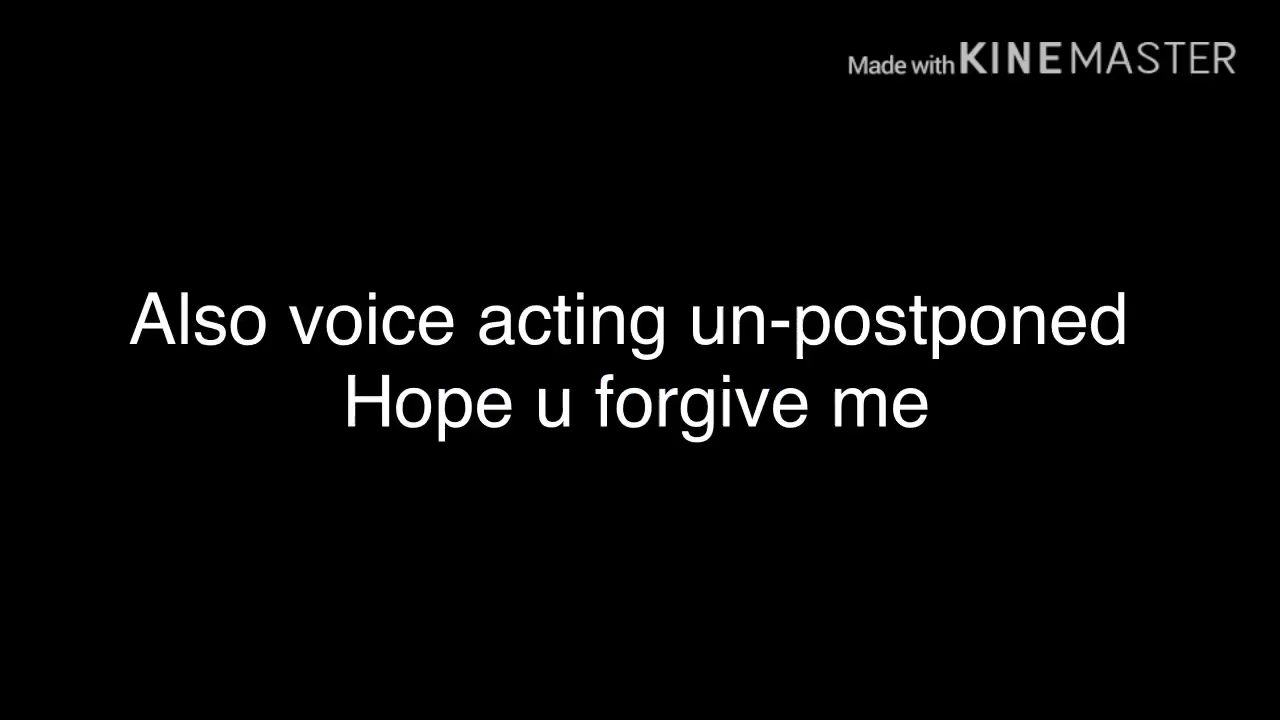 Made with KINEMASTER
Also voice acting un-postponed
Hope u forgive me